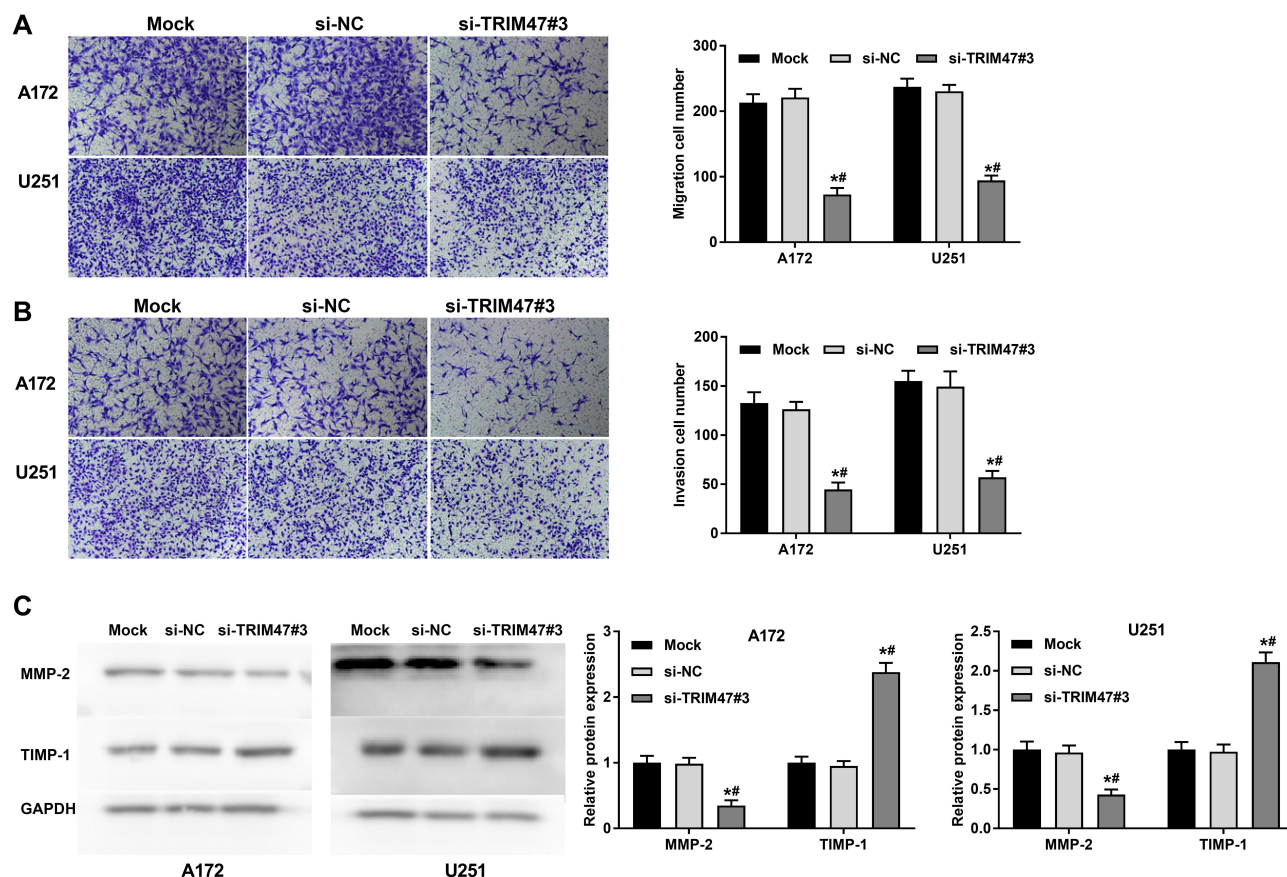 A
Mock si-NC si-TRIM47#3
A172
U251
300
200
100
0
Migration cell number
Mock si-NC si-TRIM47#3
*# *#
A172 U251
B
Mock si-NC si-TRIM47#3
A172
U251
200
150
100
50
0
Invasion cell number
Mock si-NC si-TRIM47#3
*# *#
A172 U251
C
Mock si-NC si-TRIM47#3
Mock si-NC si-TRIM47#3
MMP-2
TIMP-1
GAPDH
A172 U251
A172
3
2
1
0
Relative protein expression
Mock
si-NC
si-TRIM47#3
*# *#
MMP-2 TIMP-1
U251
2.5
2.0
1.5
1.0
0.5
0.0
Relative protein expression
Mock
si-NC
si-TRIM47#3
*# *#
MMP-2 TIMP-1